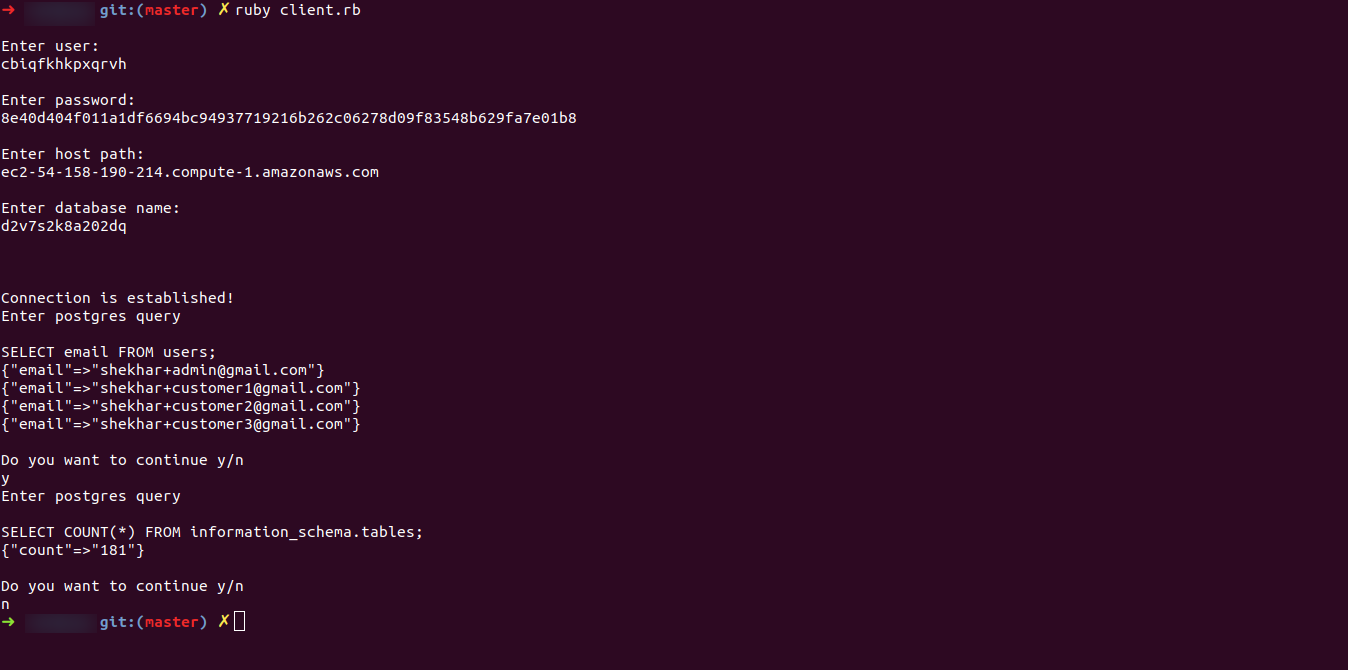 ➜ git:(master) ✗ ruby client.rb
Enter user:
cbiqfkhkpxqrvh
Enter password:
8e40d404f011a1df6694bc94937719216b262c06278d09f83548b629fa7e01b8
Enter host path:
ec2-54-158-190-214.compute-1.amazonaws.com
Enter database name:
d2v7s2k8a202dq
Connection is established!
Enter postgres query
SELECT email FROM users;
{"email"=>"shekhar+admin@gmail.com"}
{"email"=>"shekhar+customer1@gmail.com"}
{"email"=>"shekhar+customer2@gmail.com"}
{"email"=>"shekhar+customer3@gmail.com"}
Do you want to continue y/n
y
Enter postgres query
SELECT COUNT(*) FROM information_schema.tables;
{"count"=>"181"}
Do you want to continue y/n
n
➜ git:(master) ✗